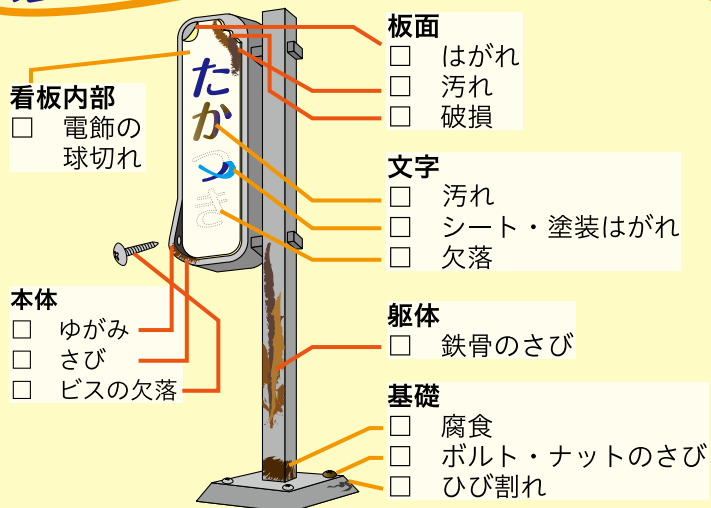 板面
□ はがれ
□ 汚れ
□ 破損
看板内部
□ 電飾の
球切れ
たかつき
文字
□ 汚れ
□ シート・塗装はがれ
□ 欠落
本体
□ ゆがみ
□ さび
□ ビスの欠落
躯体
□ 鉄骨のさび
基礎
□ 腐食
□ ボルト・ナットのさび
□ ひび割れ